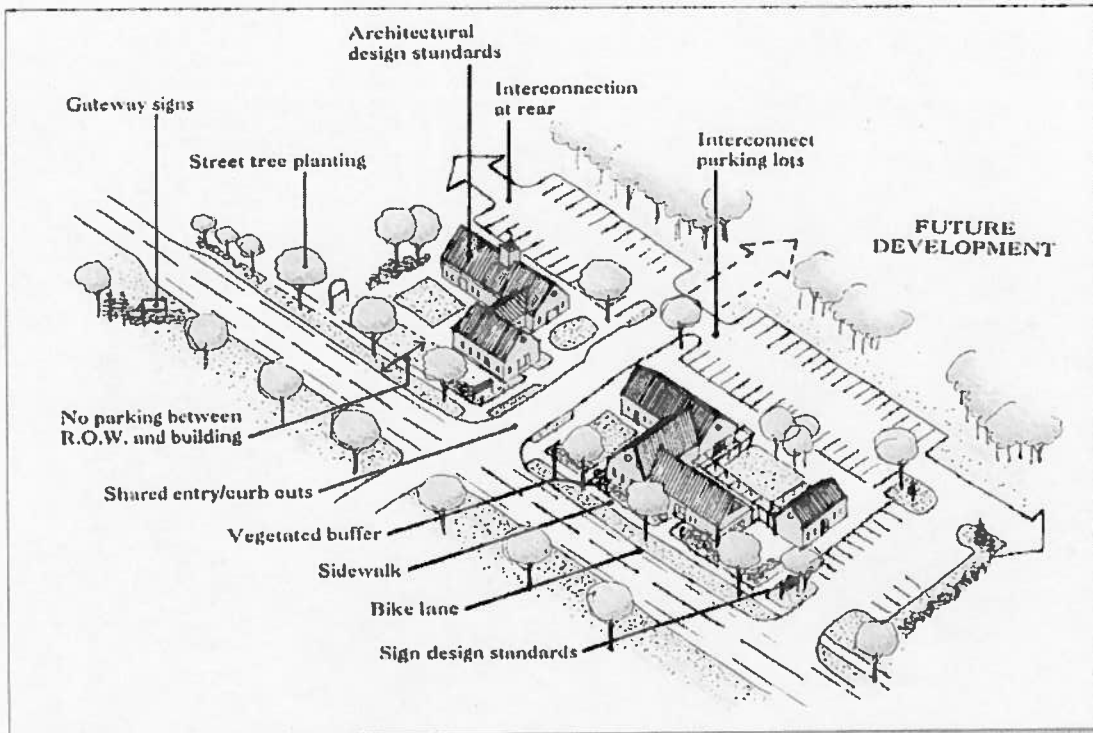 Architectural
design standards
Interconnection
at rear
Gateway signs
Interconnect
parking lots
Street tree planting
FUTURE
DEVELOPMENT
No parking between
R.O.W. and building
Shared entry/curb cuts
Vegetated buffer
Sidewalk
Bike lane
Sign design standards